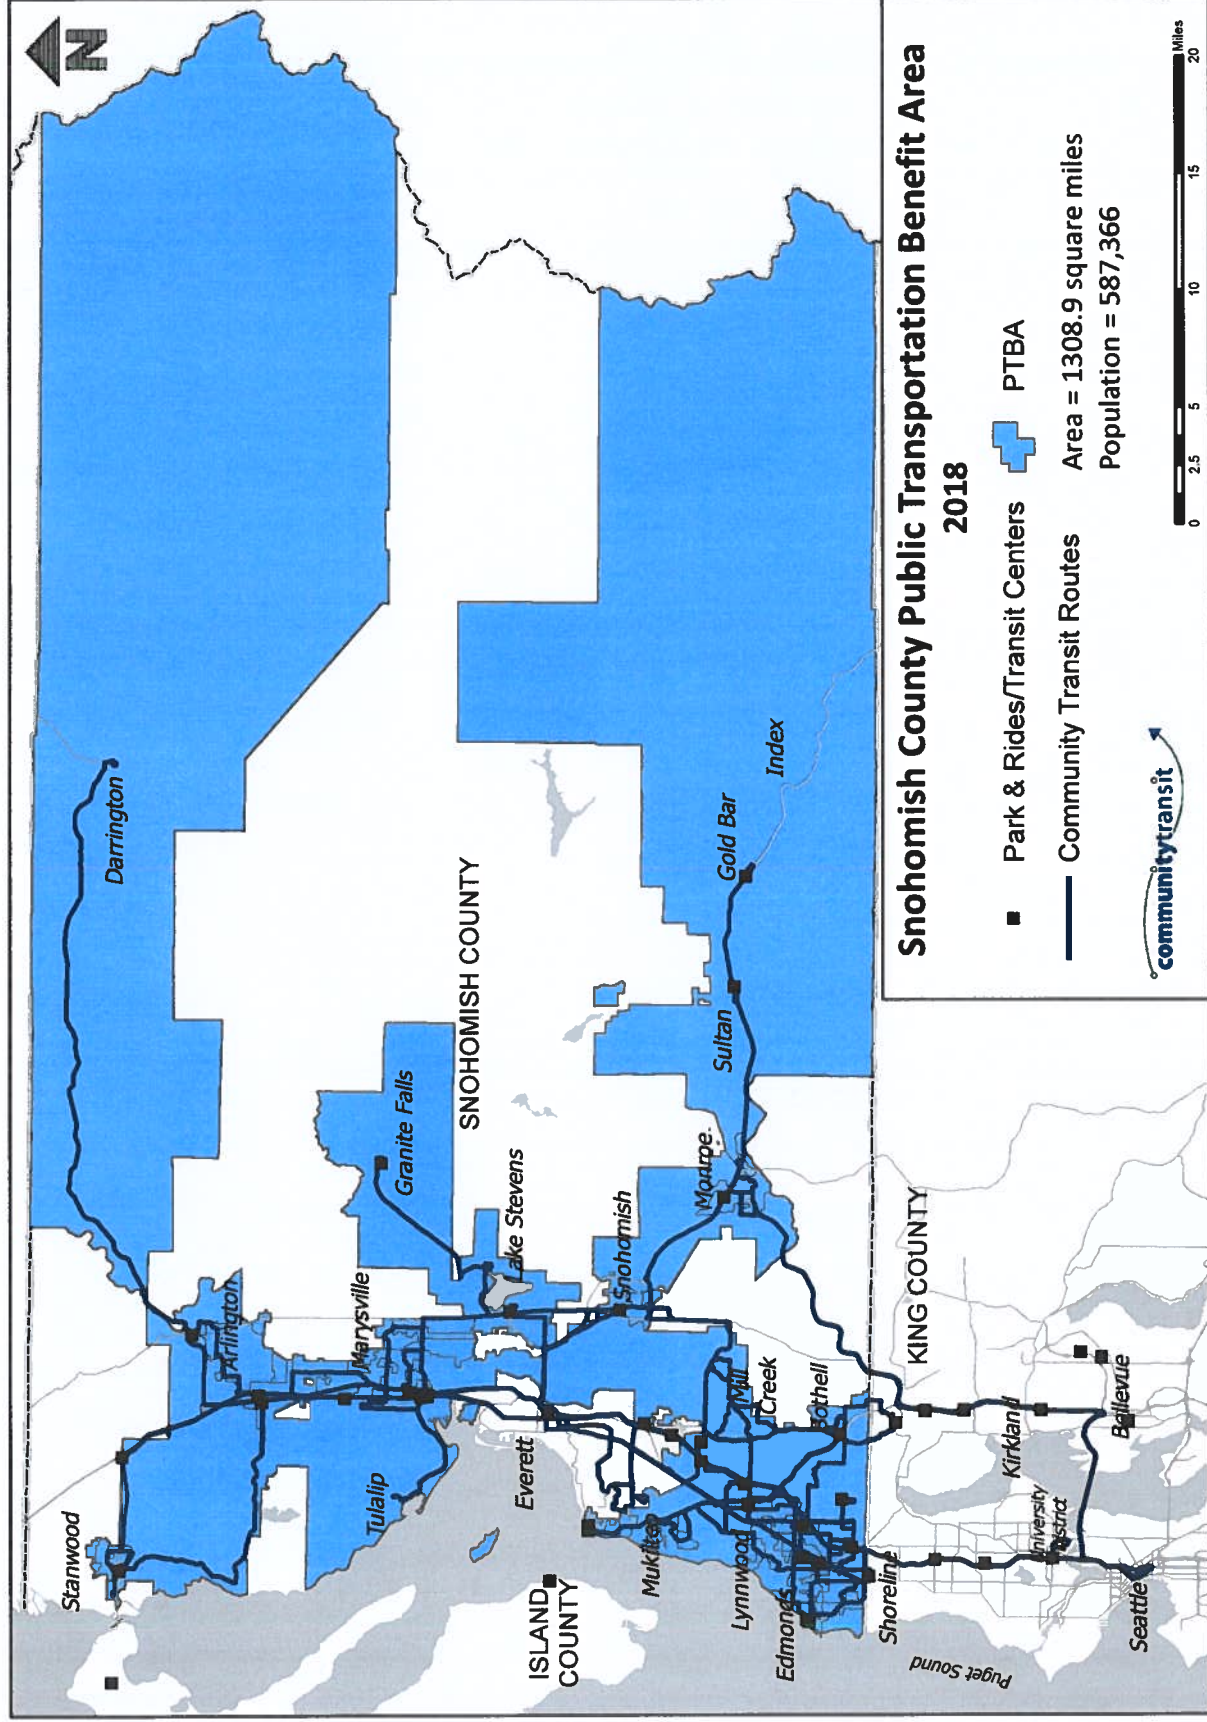 N
Stanwood
Darrington
Arlington
Granite Falls
Marysville
Tulalip
SNOHOMISH COUNTY
ake Stevens
Everett
Snohomish
ISLAND
COUNTY
Mukilteo
Monroe
Sultan
Gold Bar
Index
Mill
Creek
Lynnwood
Edmonds
Bothell
Shoreline
KING COUNTY
Puget Sound
Kirkland
University
District
Bellevue
Seattle
Snohomish County Public Transportation Benefit Area
2018
Park & Rides/Transit Centers
PTBA
Community Transit Routes
Area = 1308.9 square miles
Population = 587,366
communitytransit
0 2.5 5 10 15 20
Miles